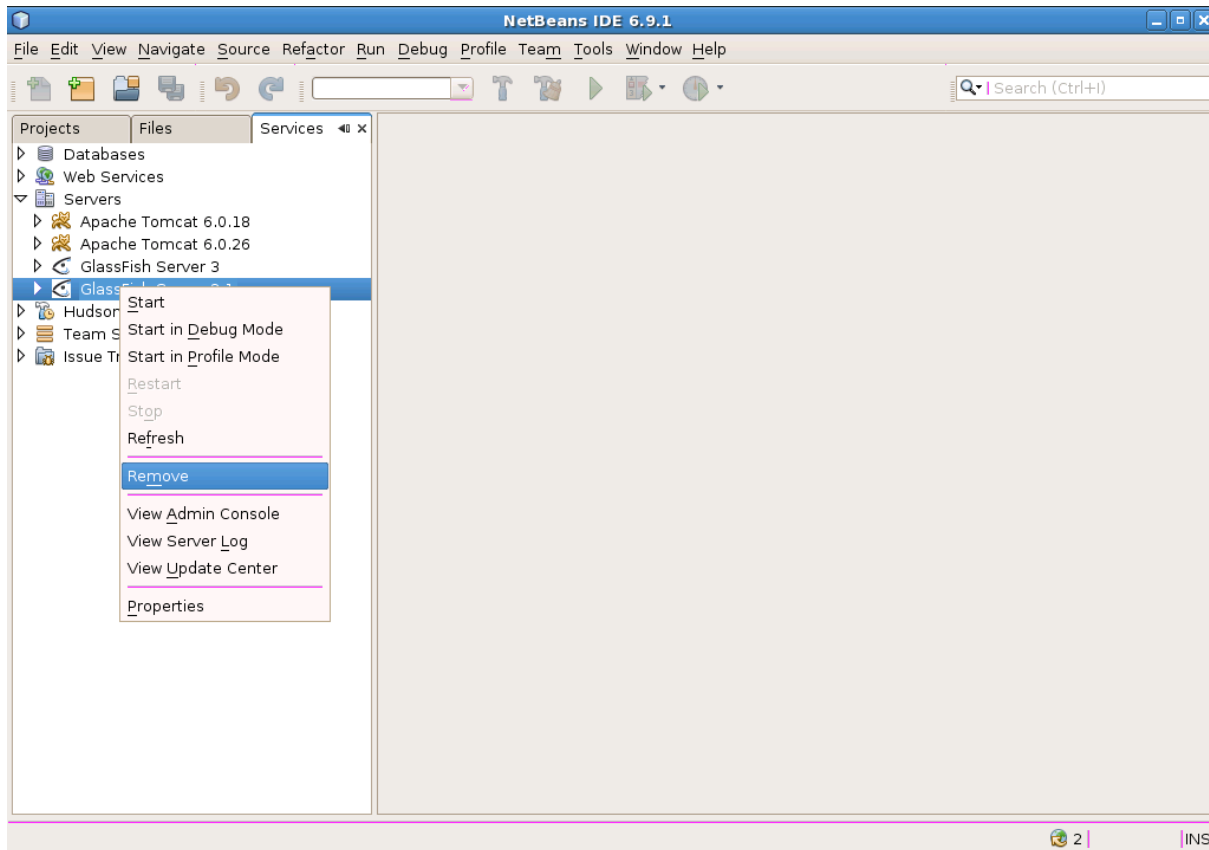 NetBeans IDE 6.9.1
File Edit View Navigate Source Refactor Run Debug Profile Team Tools Window Help
Search (Ctrl+I)
Projects Files Services
Databases
Web Services
Servers
Apache Tomcat 6.0.18
Apache Tomcat 6.0.26
GlassFish Server 3
Hudson
Team
Issue
Start
Start in Debug Mode
Start in Profile Mode
Restart
Stop
Refresh
Remove
View Admin Console
View Server Log
View Update Center
Properties
2 INS